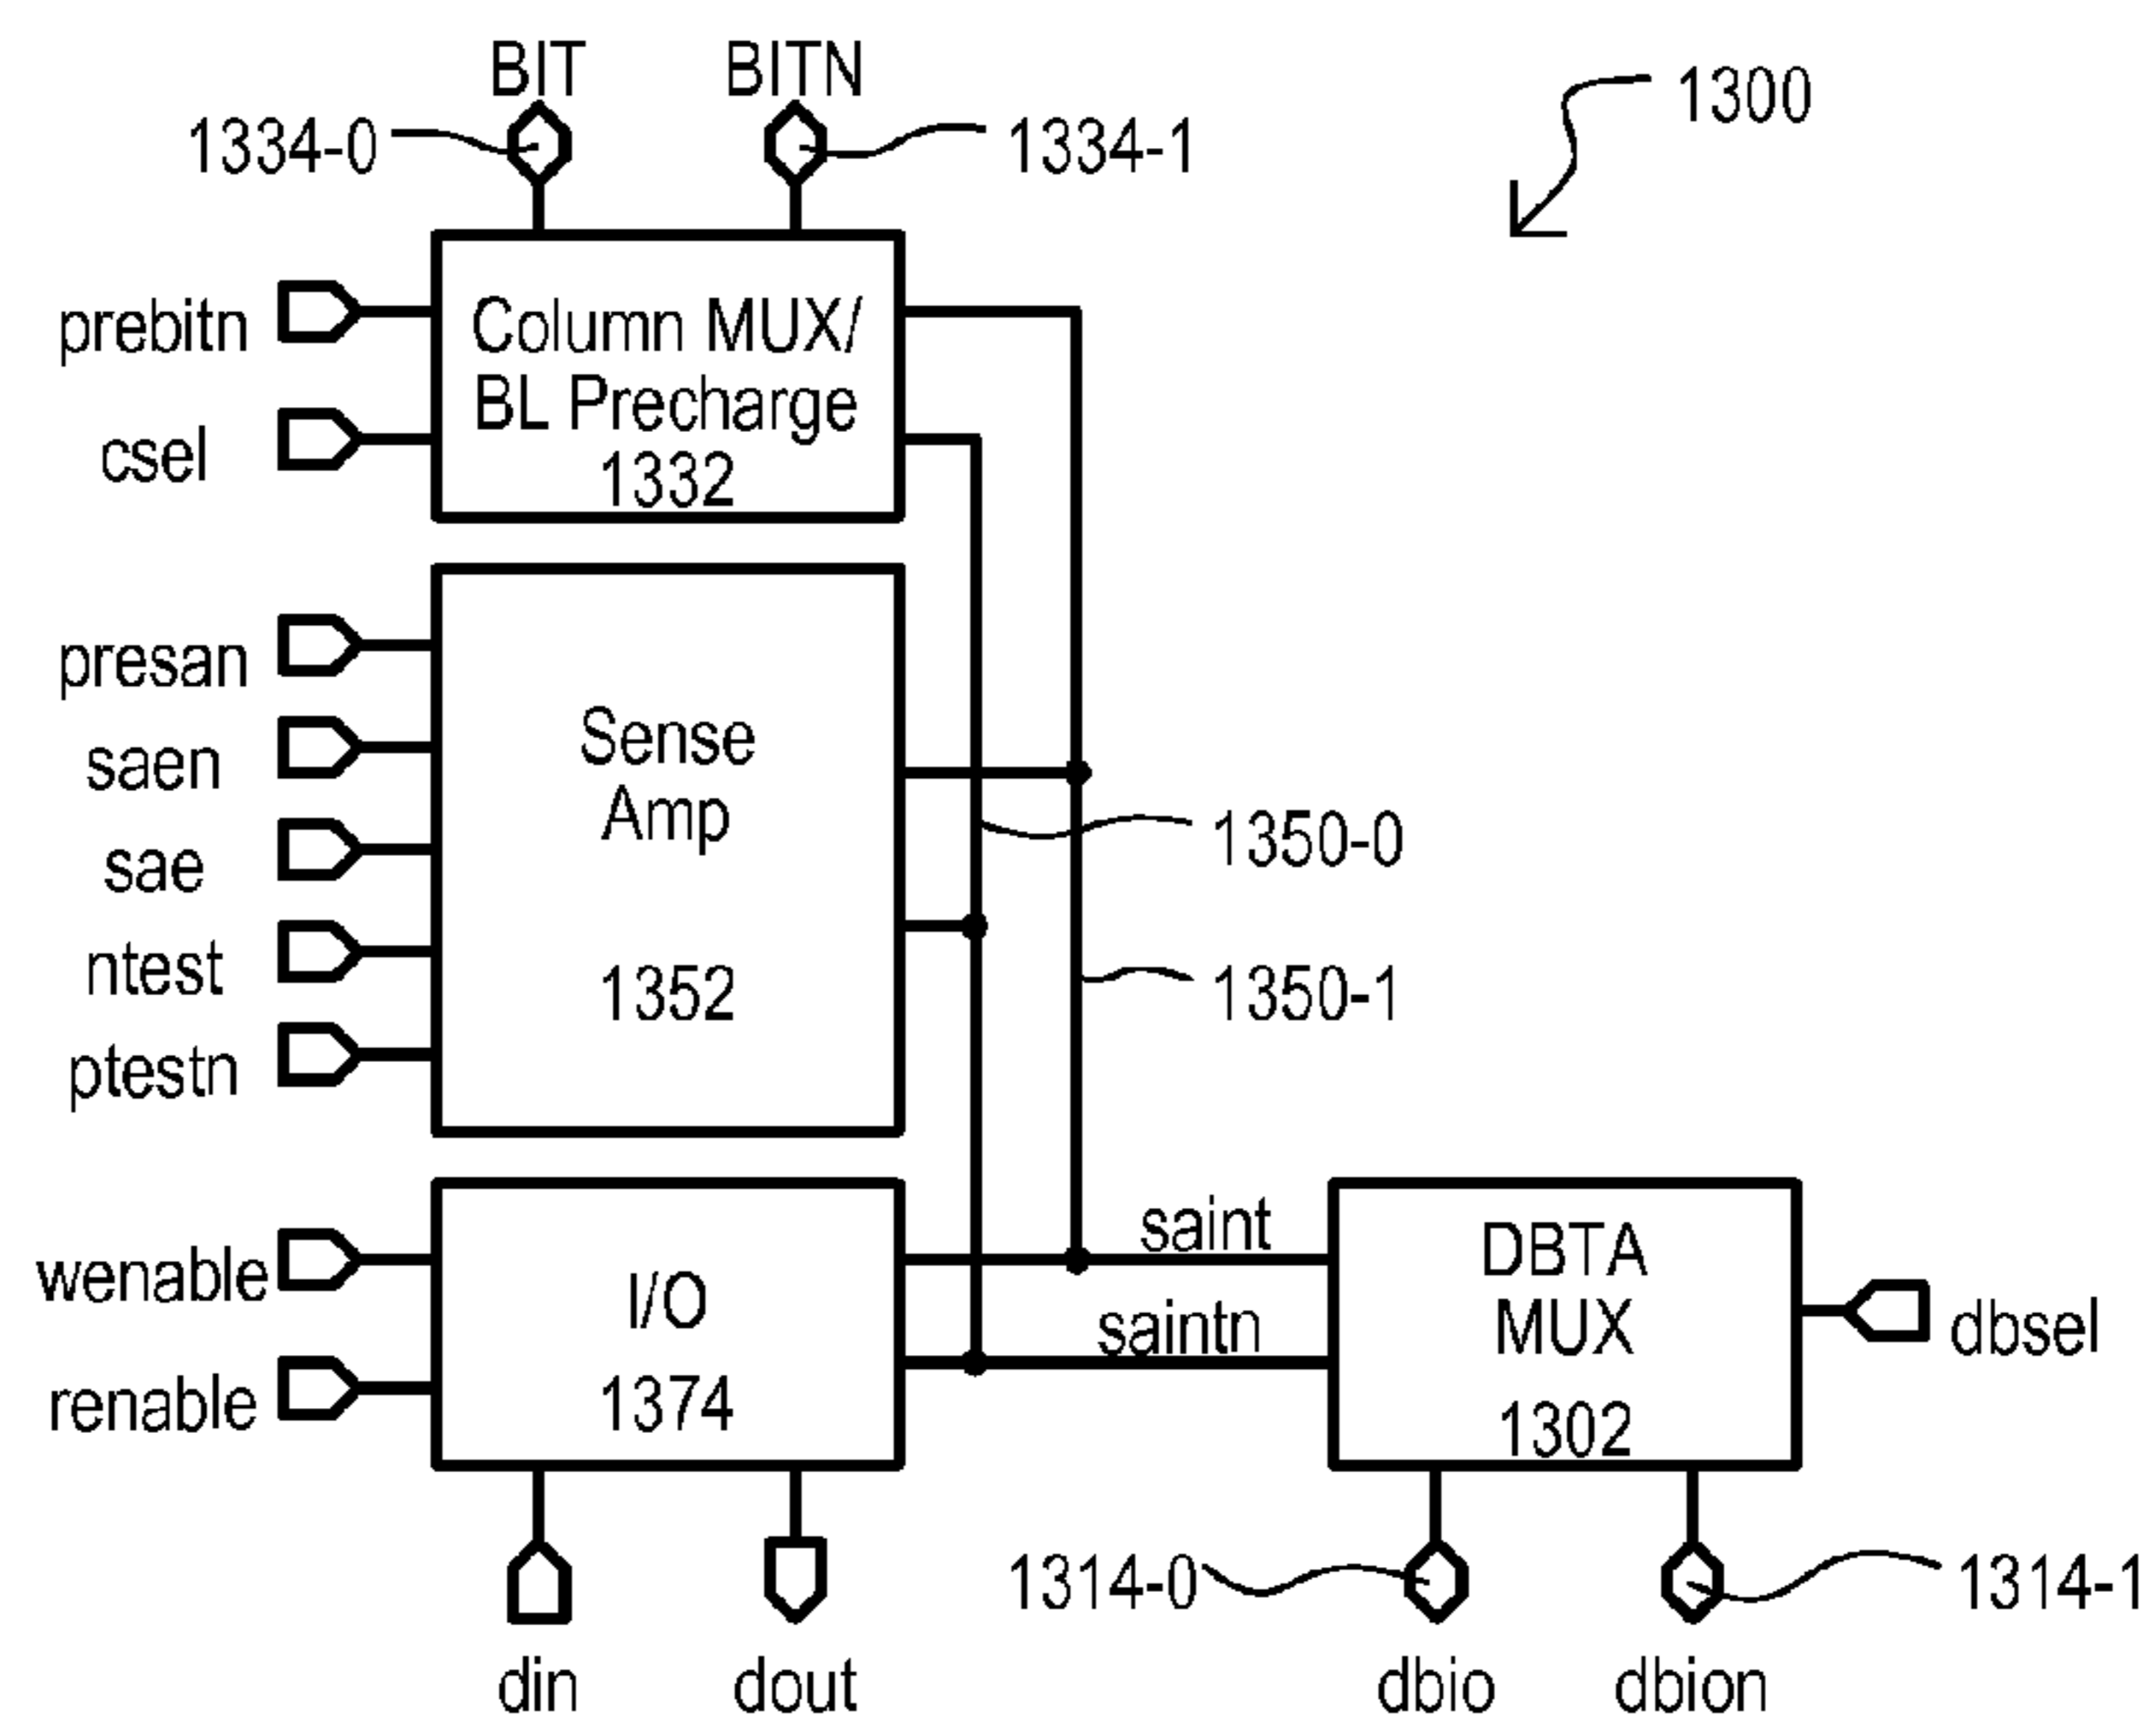 BIT
BITN
1300
1334-0
1334-1
prebitn
Column MUX/
BL Precharge
1332
csel
presan
saen
sae
ntest
ptestn
Sense
Amp
1352
1350-0
1350-1
wenable
renable
I/O
1374
saint
saintn
DBTA
MUX
1302
dbsel
1314-0
1314-1
din
dout
dbio
dbion